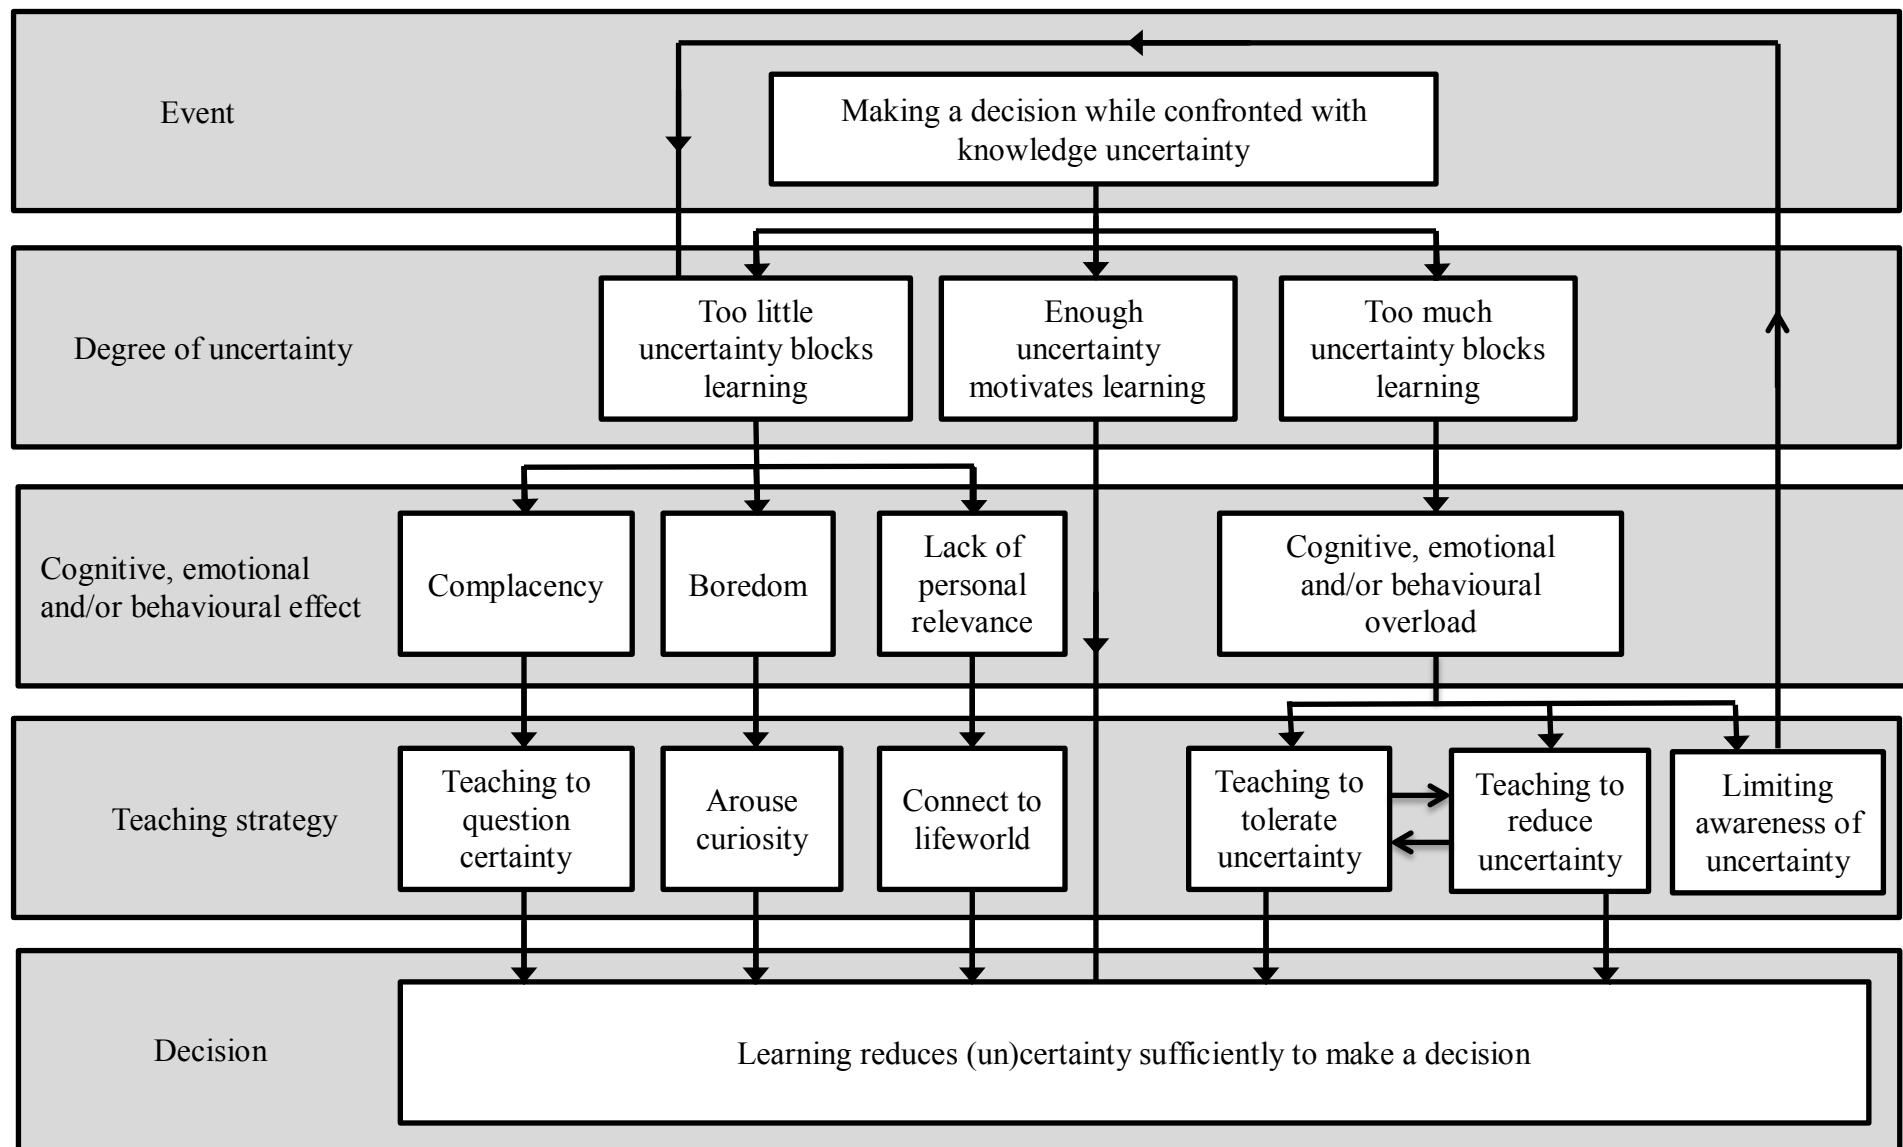 Event
Making a decision while confronted with
knowledge uncertainty
Degree of uncertainty
Too little
uncertainty blocks
learning
Enough
uncertainty
motivates learning
Too much
uncertainty blocks
learning
Cognitive, emotional
and/or behavioural effect
Complacency
Boredom
Lack of
personal
relevance
Cognitive, emotional
and/or behavioural
overload
Teaching strategy
Teaching to
question
certainty
Arouse
curiosity
Connect to
lifeworld
Teaching to
tolerate
uncertainty
Teaching to
reduce
uncertainty
Limiting
awareness of
uncertainty
Decision
Learning reduces (un)certainty sufficiently to make a decision